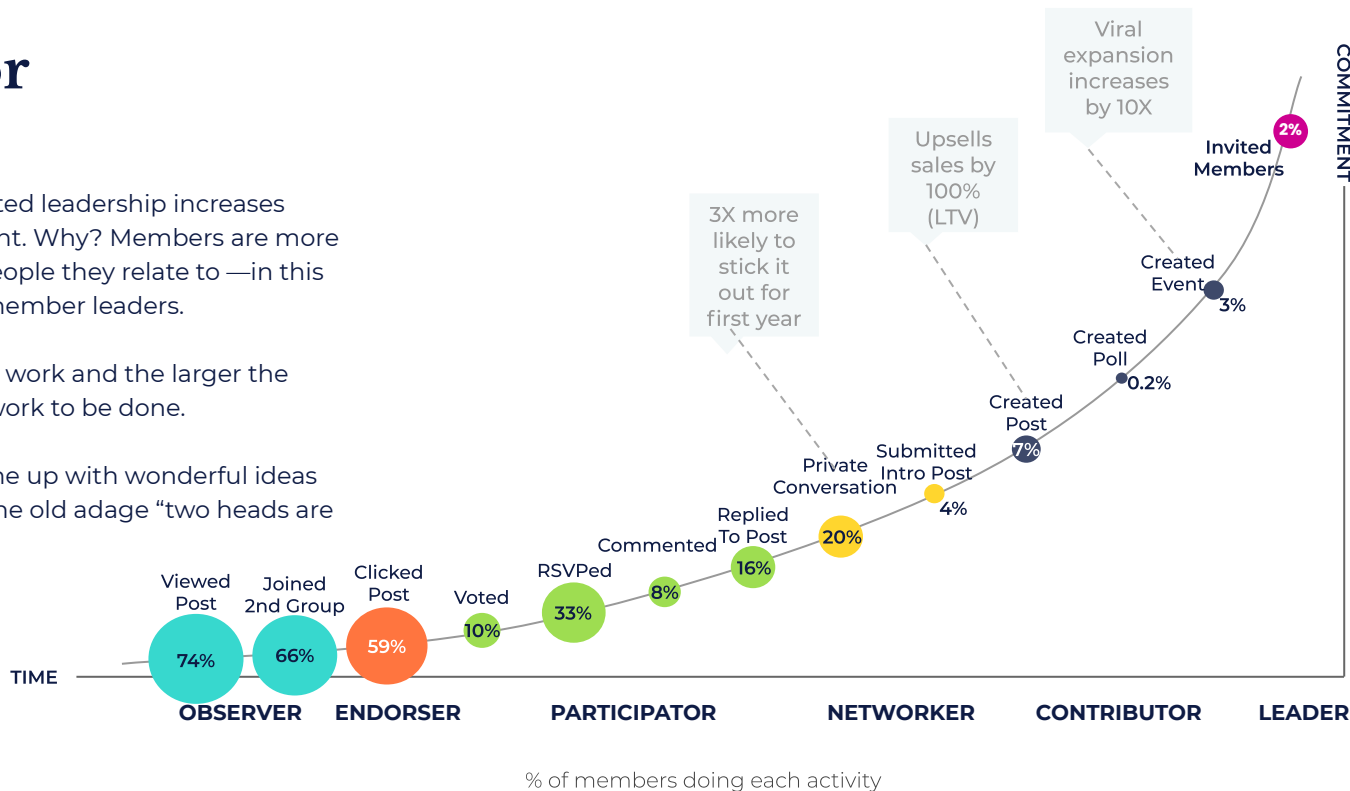 or
ted leadership increases
nt. Why? Members are more
eople they relate to —in this
member leaders.
work and the larger the
work to be done.
me up with wonderful ideas
he old adage “two heads are
Viral
expansion
increases
by 10X
Upsells
sales by
100%
(LTV)
3X more
likely to
stick it
out for
first year
COMMITMENT
2%
Invited
Members
Created
Event
3%
Created
Poll
0.2%
Created
Post
7%
Submitted
Intro Post
4%
Private
Conversation
20%
Replied
To Post
16%
Commented
8%
RSVPed
33%
Voted
10%
Clicked
Post
59%
Joined
2nd Group
66%
Viewed
Post
74%
TIME
OBSERVER
ENDORSER
PARTICIPATOR
NETWORKER
CONTRIBUTOR
LEADER
% of members doing each activity